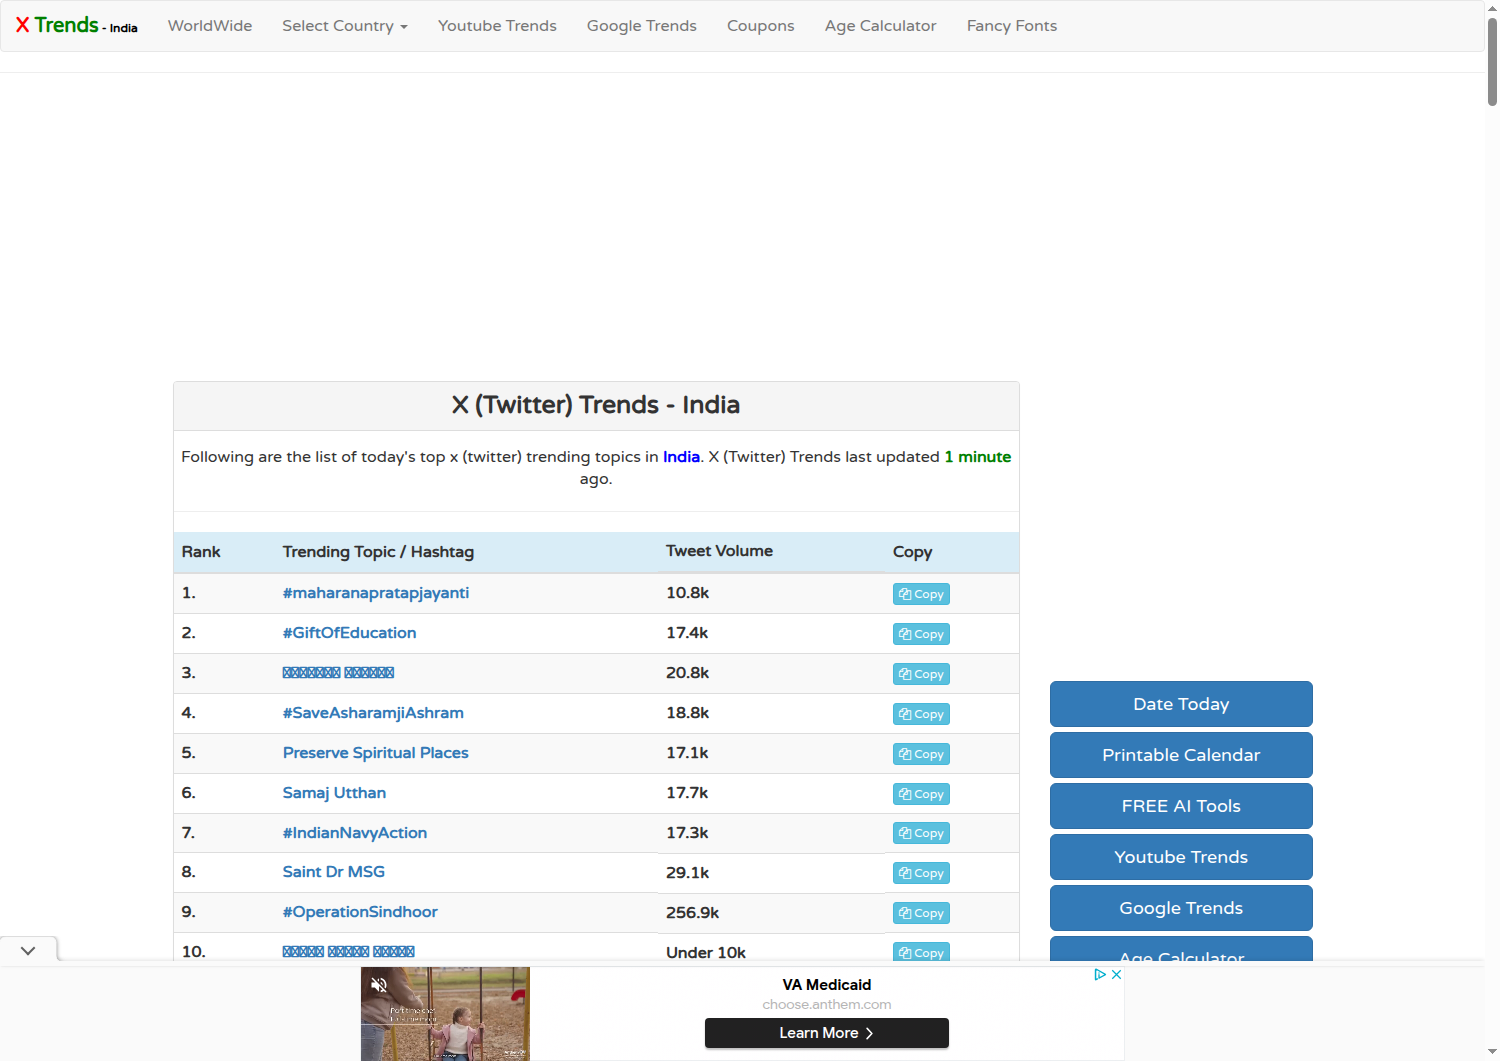 X Trends - India
WorldWide
Select Country
Youtube Trends
Google Trends
Coupons
Age Calculator
Fancy Fonts
X (Twitter) Trends - India
Following are the list of today's top x (twitter) trending topics in India. X (Twitter) Trends last updated 1 minute
ago.
Rank Trending Topic / Hashtag Tweet Volume Copy
1. #maharanapratapjayanti 10.8k Copy
2. #GiftOfEducation 17.4k Copy
3. 20.8k Copy
4. #SaveAsharamjiAshram 18.8k Copy
5. Preserve Spiritual Places 17.1k Copy
6. Samaj Utthan 17.7k Copy
7. #IndianNavyAction 17.3k Copy
8. Saint Dr MSG 29.1k Copy
9. #OperationSindhoor 256.9k Copy
10. Under 10k Copy
Date Today
Printable Calendar
FREE AI Tools
Youtube Trends
Google Trends
Age Calculator
VA Medicaid
choose.anthem.com
Learn More